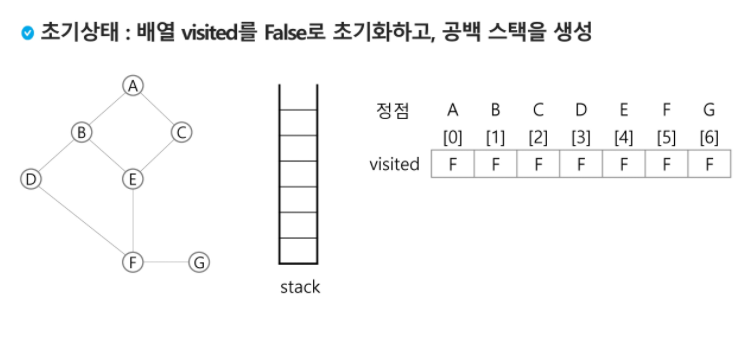 초기상태 : 배열 visited를 False로 초기화하고, 공백 스택을 생성
A
B
C
D
E
F
G
stack
정점 A B C D E F G
[0] [1] [2] [3] [4] [5] [6]
visited F F F F F F F